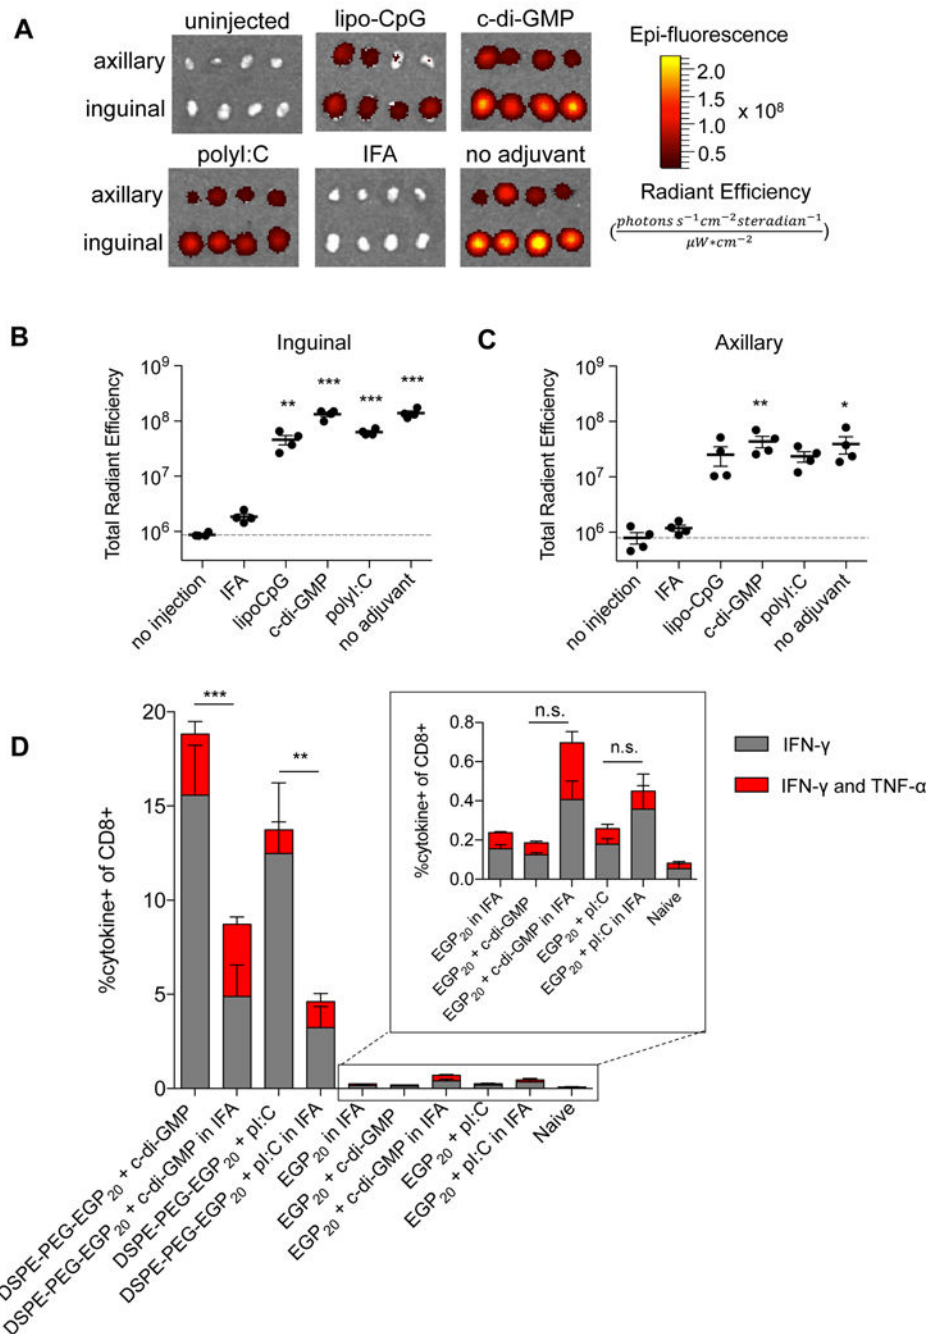 A
uninjected
lipo-CpG
c-di-GMP
axillary
inguinal
polyI:C
IFA
no adjuvant
axillary
inguinal
Epi-fluorescence
2.0
1.5
1.0
0.5
x 10⁸
Radiant Efficiency
(photons s⁻¹cm⁻²steradian⁻¹
μW*cm⁻²)
B
Inguinal
Total Radiant Efficiency
10⁹
10⁸
10⁷
10⁶
**
***
***
***
no injection
IFA
lipoCpG
c-di-GMP
polyI:C
no adjuvant
C
Axillary
Total Radiant Efficiency
10⁹
10⁸
10⁷
10⁶
**
*
no injection
IFA
lipo-CpG
c-di-GMP
polyI:C
no adjuvant
D
%cytokine+ of CD8+
20
15
10
5
0
***
**
DSPE-PEG-EGP₂₀ + c-di-GMP
DSPE-PEG-EGP₂₀ + c-di-GMP in IFA
DSPE-PEG-EGP₂₀ + pI:C
DSPE-PEG-EGP₂₀ + pI:C in IFA
EGP₂₀ in IFA
EGP₂₀ + c-di-GMP
EGP₂₀ + c-di-GMP in IFA
EGP₂₀ + pI:C
EGP₂₀ + pI:C in IFA
Naive
%cytokine+ of CD8+
0.8
0.6
0.4
0.2
0.0
n.s.
n.s.
EGP₂₀ in IFA
EGP₂₀ + c-di-GMP
EGP₂₀ + c-di-GMP in IFA
EGP₂₀ + pI:C
EGP₂₀ + pI:C in IFA
Naive
IFN-γ
IFN-γ and TNF-α